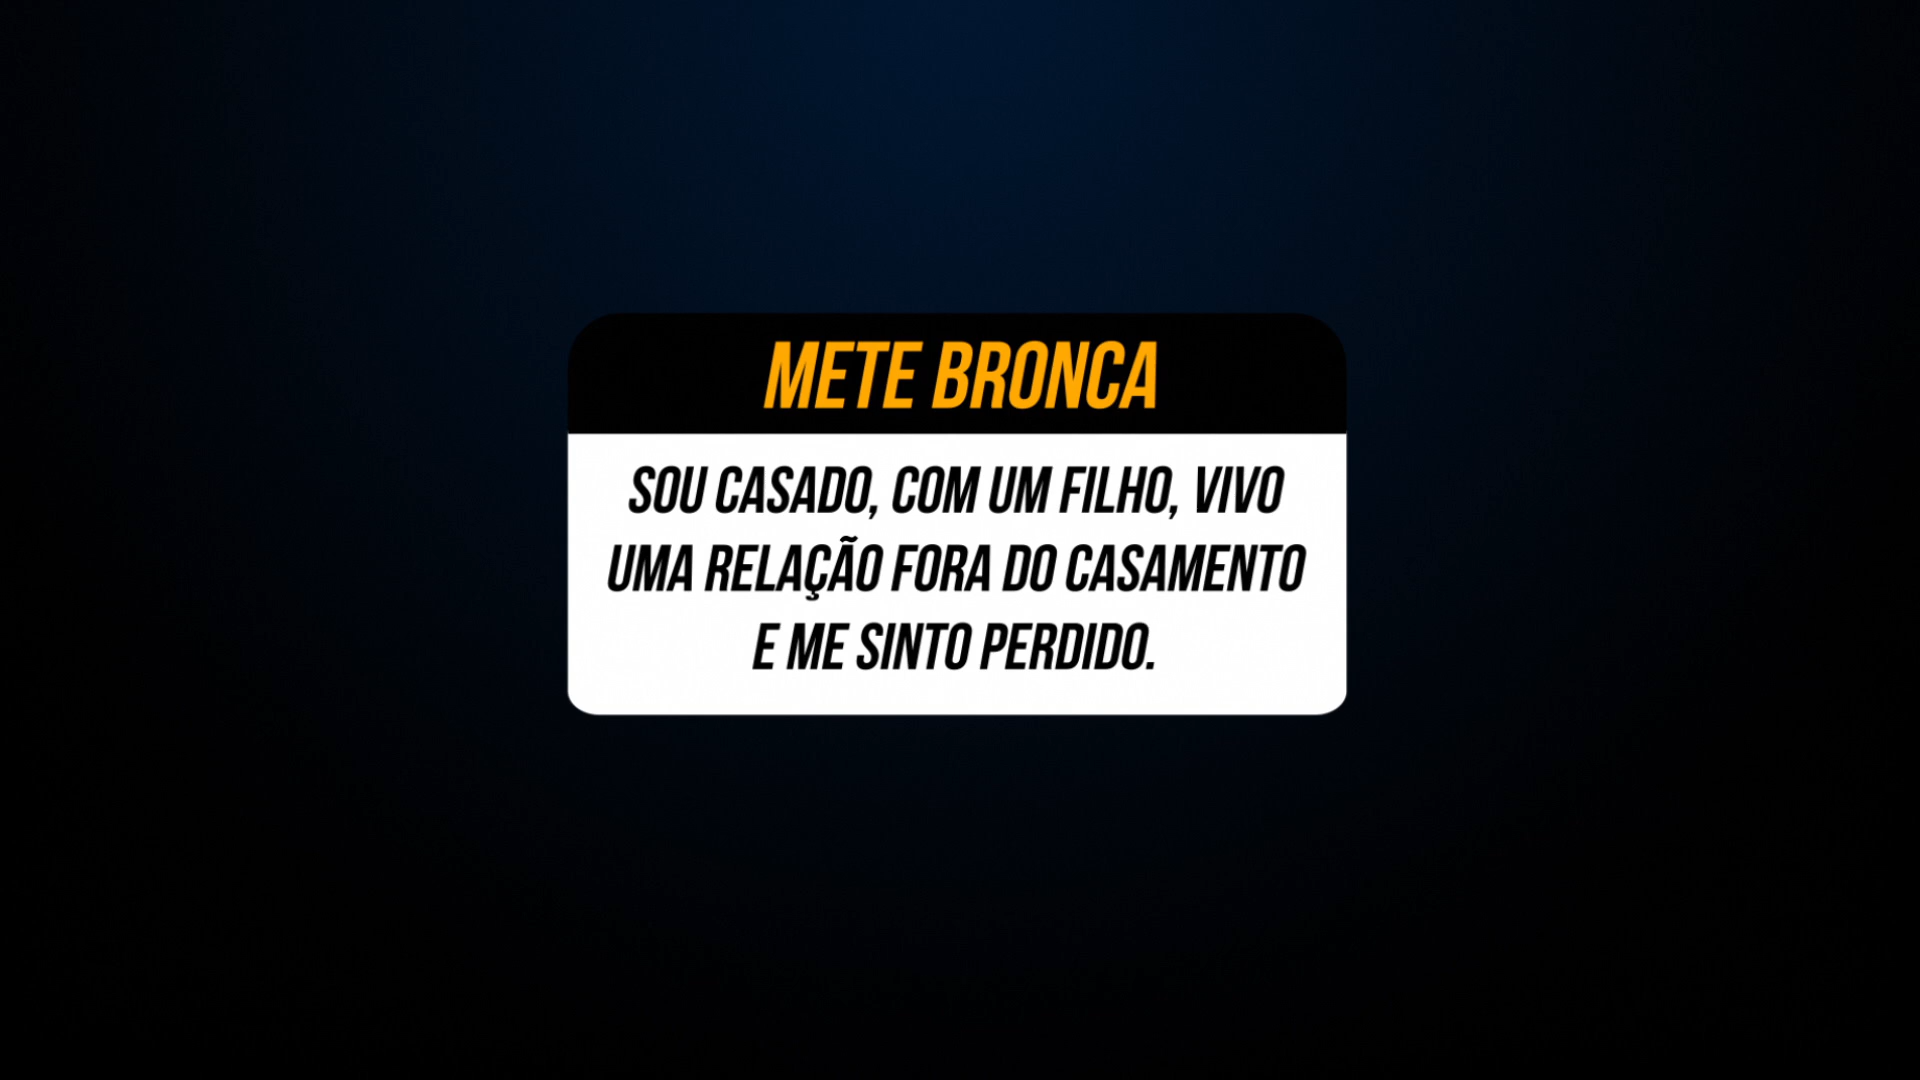 METE BRONCA
SOU CASADO, COM UM FILHO, VIVO
UMA RELAÇÃO FORA DO CASAMENTO
E ME SINTO PERDIDO.